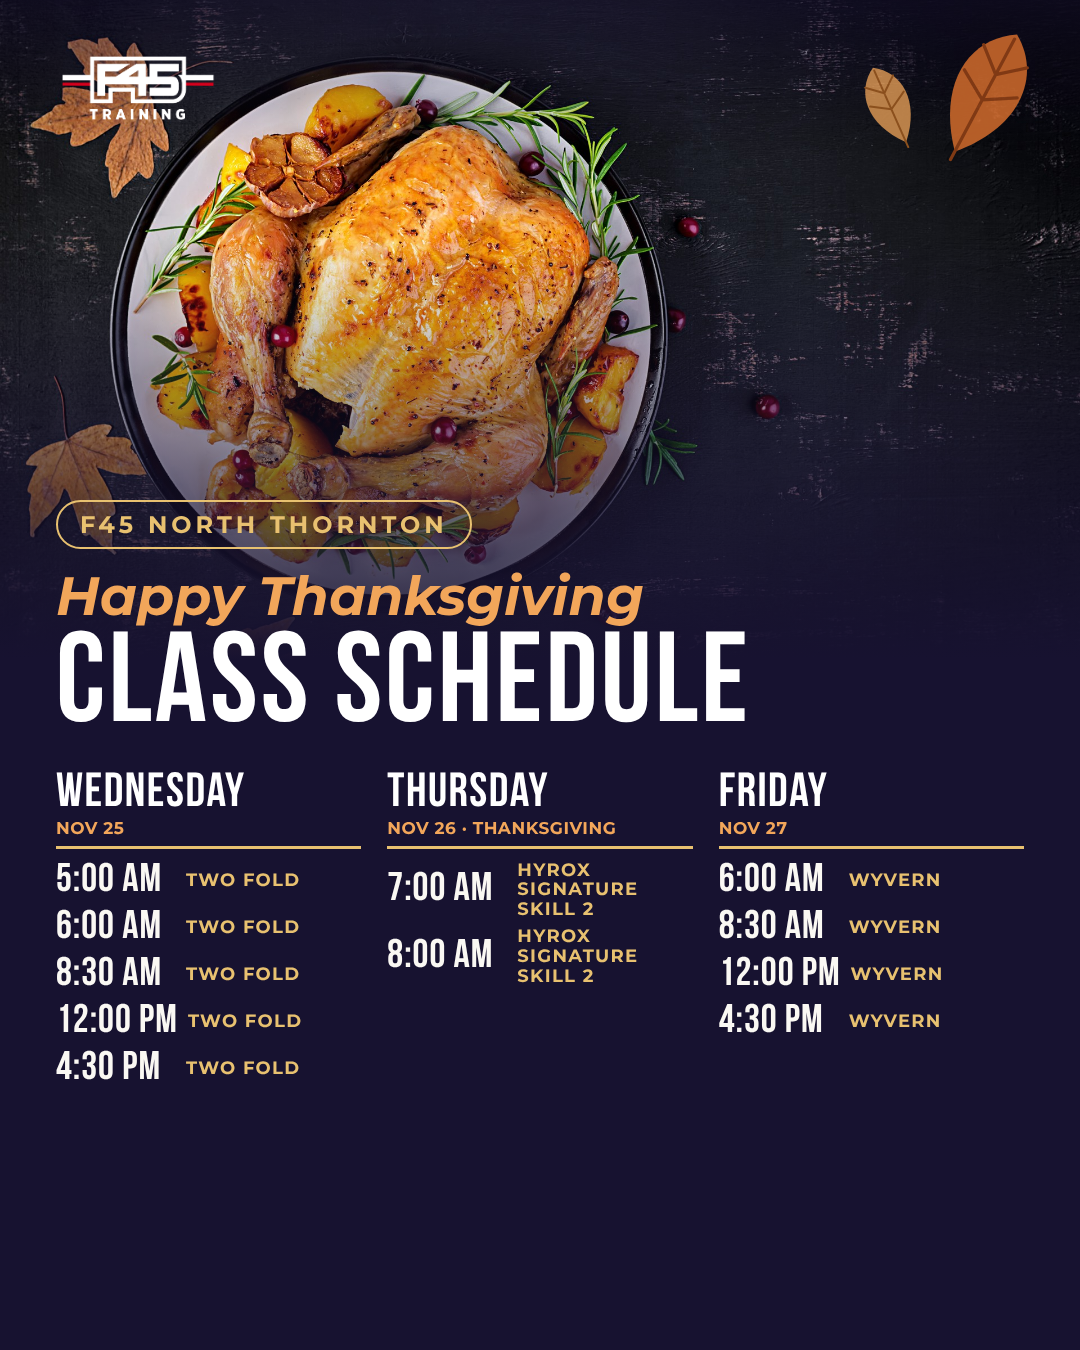 F45
TRAINING
F45 NORTH THORNTON
Happy Thanksgiving
CLASS SCHEDULE
WEDNESDAY
NOV 25
5:00 AM TWO FOLD
6:00 AM TWO FOLD
8:30 AM TWO FOLD
12:00 PM TWO FOLD
4:30 PM TWO FOLD
THURSDAY
NOV 26 · THANKSGIVING
7:00 AM HYROX
SIGNATURE
SKILL 2
8:00 AM HYROX
SIGNATURE
SKILL 2
FRIDAY
NOV 27
6:00 AM WYVERN
8:30 AM WYVERN
12:00 PM WYVERN
4:30 PM WYVERN